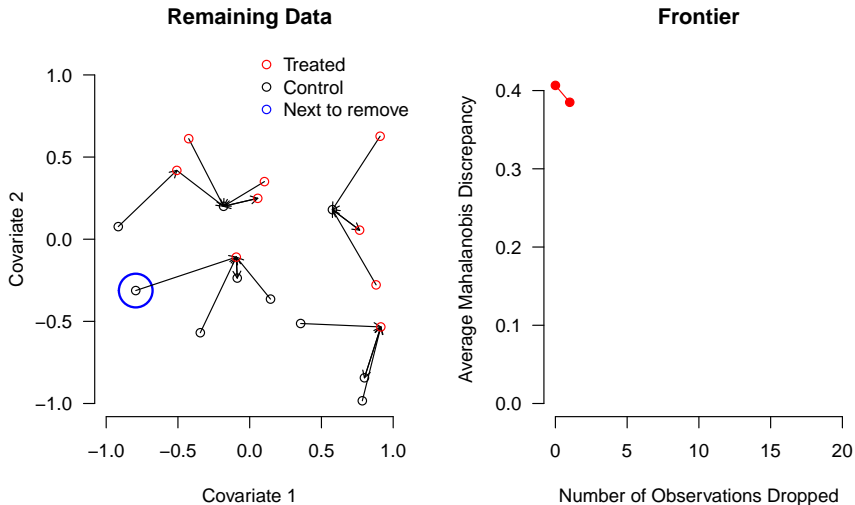 Remaining Data
Treated
Control
Next to remove
1.0
0.5
0.0
−0.5
−1.0
Covariate 2
−1.0
−0.5
0.0
0.5
1.0
Covariate 1
Frontier
0.4
0.3
0.2
0.1
0.0
Average Mahalanobis Discrepancy
0
5
10
15
20
Number of Observations Dropped